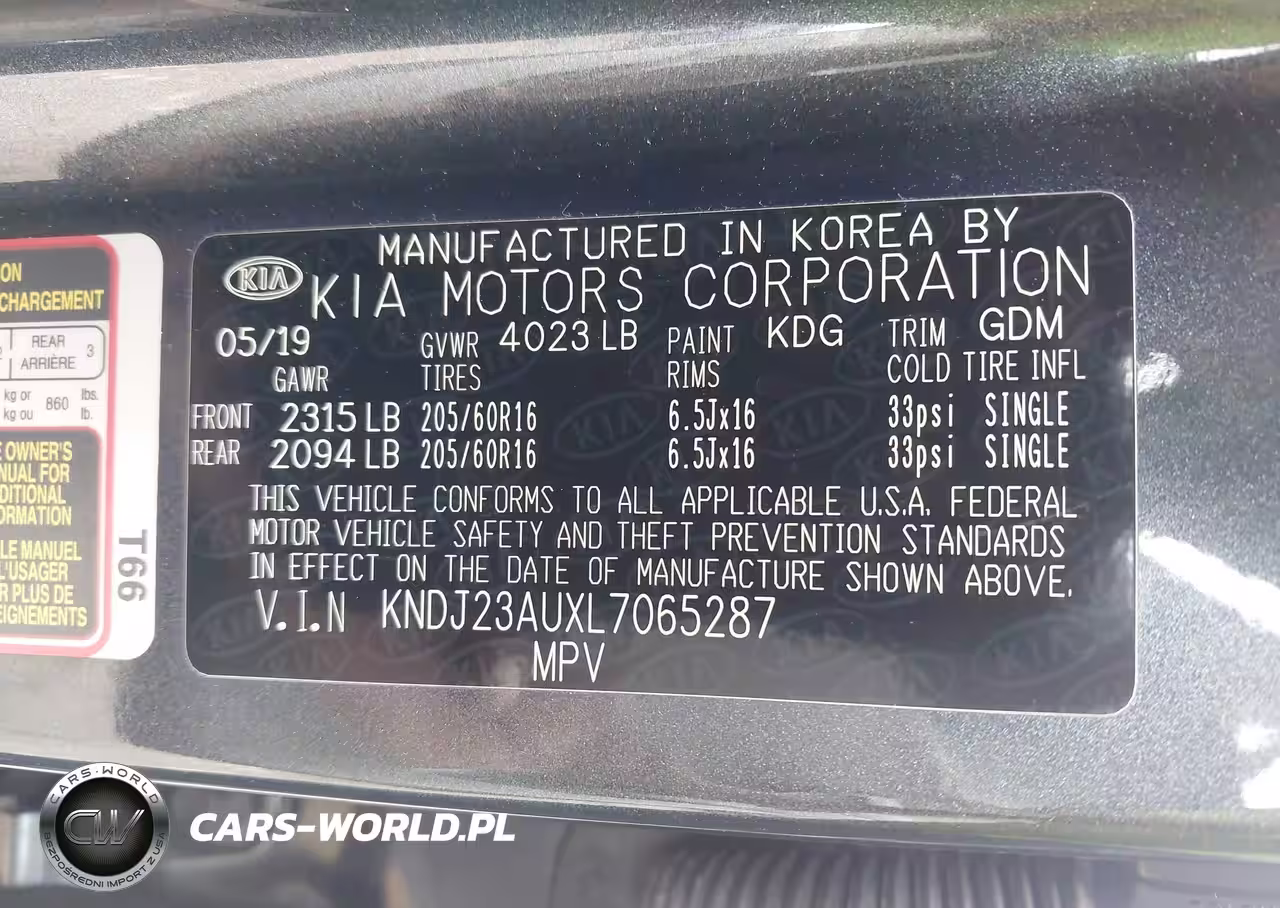 ON
CHARGEMENT
REAR
ARRIÈRE 3
kg or
kg ou 860 lbs.
lb.
OWNER'S
NUAL FOR
DITIONAL
ORMATION
LE MANUEL
L'USAGER
R PLUS DE
EIGNEMENTS
T66
MANUFACTURED IN KOREA BY
KIA KIA MOTORS CORPORATION
05/19 GVWR 4023 LB PAINT KDG TRIM GDM
GAWR TIRES RIMS COLD TIRE INFL
FRONT 2315 LB 205/60R16 6.5Jx16 33psi SINGLE
REAR 2094 LB 205/60R16 6.5Jx16 33psi SINGLE
THIS VEHICLE CONFORMS TO ALL APPLICABLE U.S.A. FEDERAL
MOTOR VEHICLE SAFETY AND THEFT PREVENTION STANDARDS
IN EFFECT ON THE DATE OF MANUFACTURE SHOWN ABOVE.
V.I.N KNDJ23AUXL7065287
MPV
CARS-WORLD
CW
BEZPOŚREDNI IMPORT Z USA
CARS-WORLD.PL